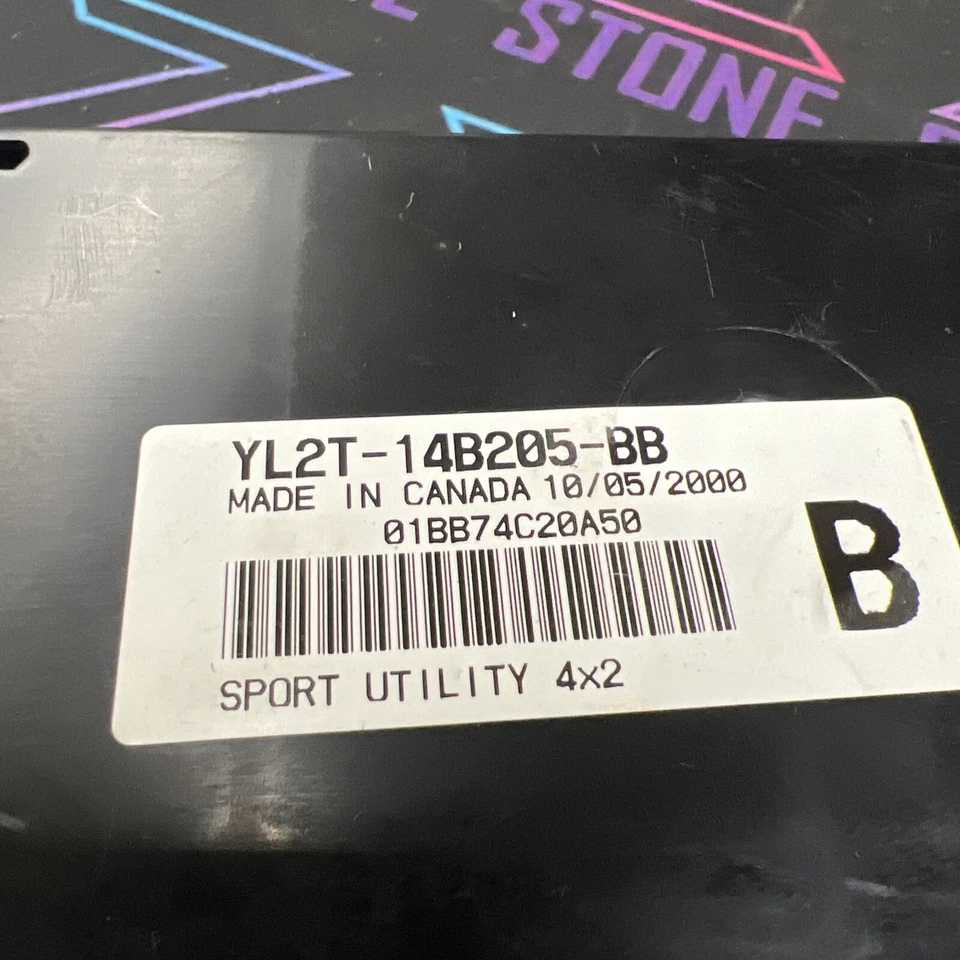 STONE
YL2T-14B205-BB
MADE IN CANADA 10/05/2000
01BB74C20A50
B
SPORT UTILITY 4x2